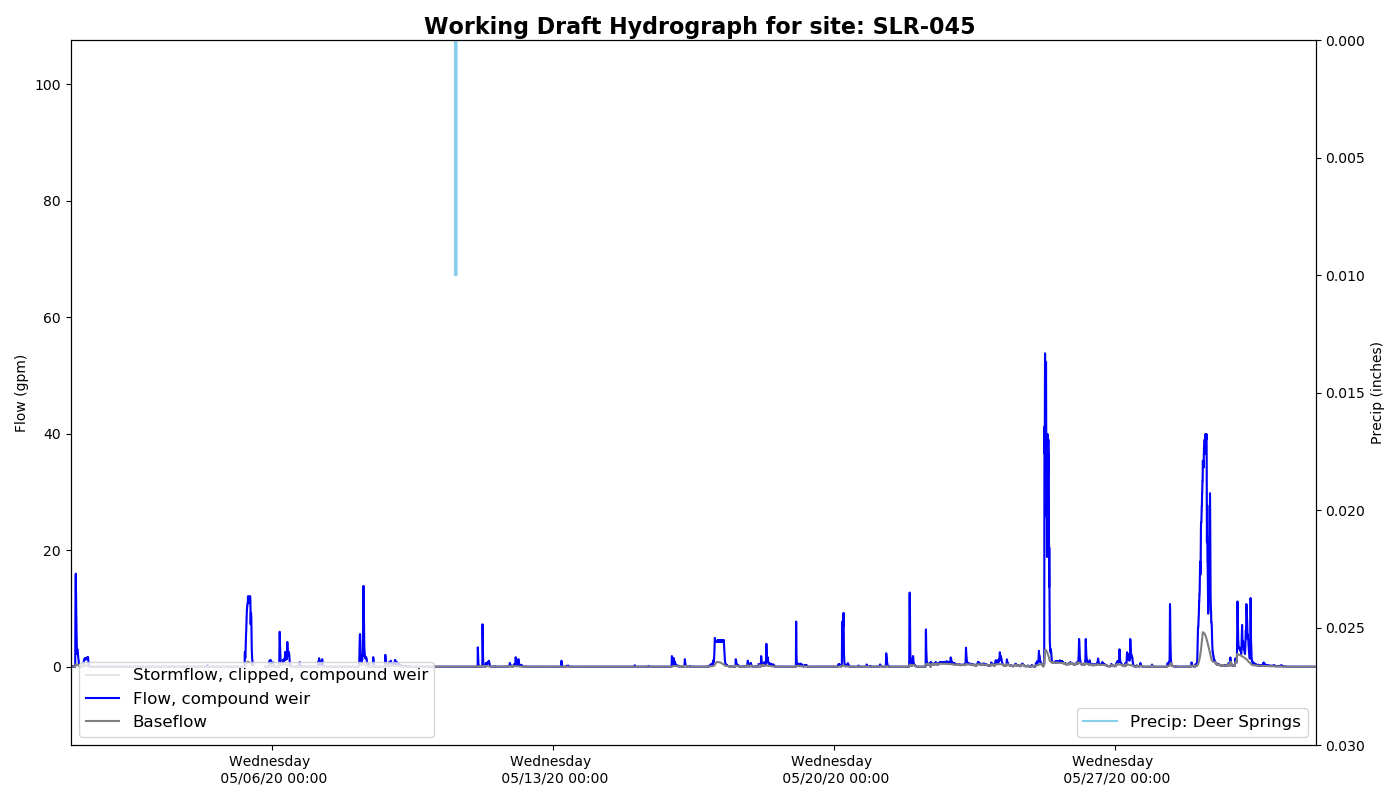 Working Draft Hydrograph for site: SLR-045
Flow (gpm)
100
80
60
40
20
0
0.000
0.005
0.010
0.015
0.020
0.025
0.030
Precip (inches)
Stormflow, clipped, compound weir
Flow, compound weir
Baseflow
Precip: Deer Springs
Wednesday
05/06/20 00:00
Wednesday
05/13/20 00:00
Wednesday
05/20/20 00:00
Wednesday
05/27/20 00:00